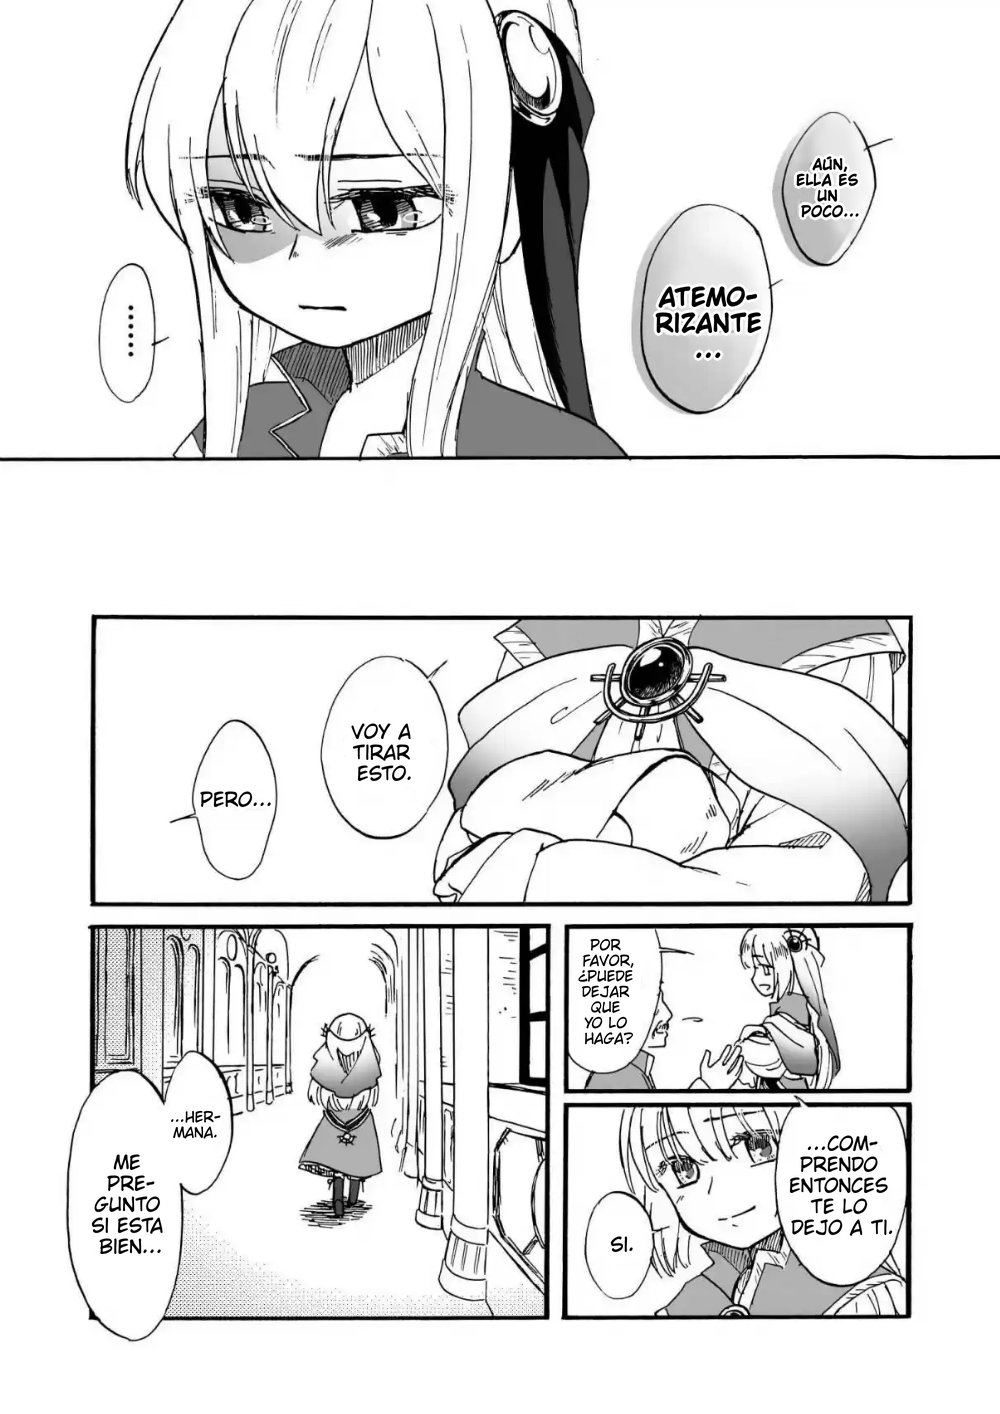 AÚN,
ELLA ES
UN
POCO...
ATEMO-
RIZANTE
...
.......
VOY A
TIRAR
ESTO.
PERO...
POR
FAVOR,
¿PUEDE
DEJAR
QUE
YO LO
HAGA?
...COM-
PRENDO
ENTONCES
TE LO
DEJO A TI.
SI.
...HER-
MANA.
ME
PRE-
GUNTO
SI ESTA
BIEN...